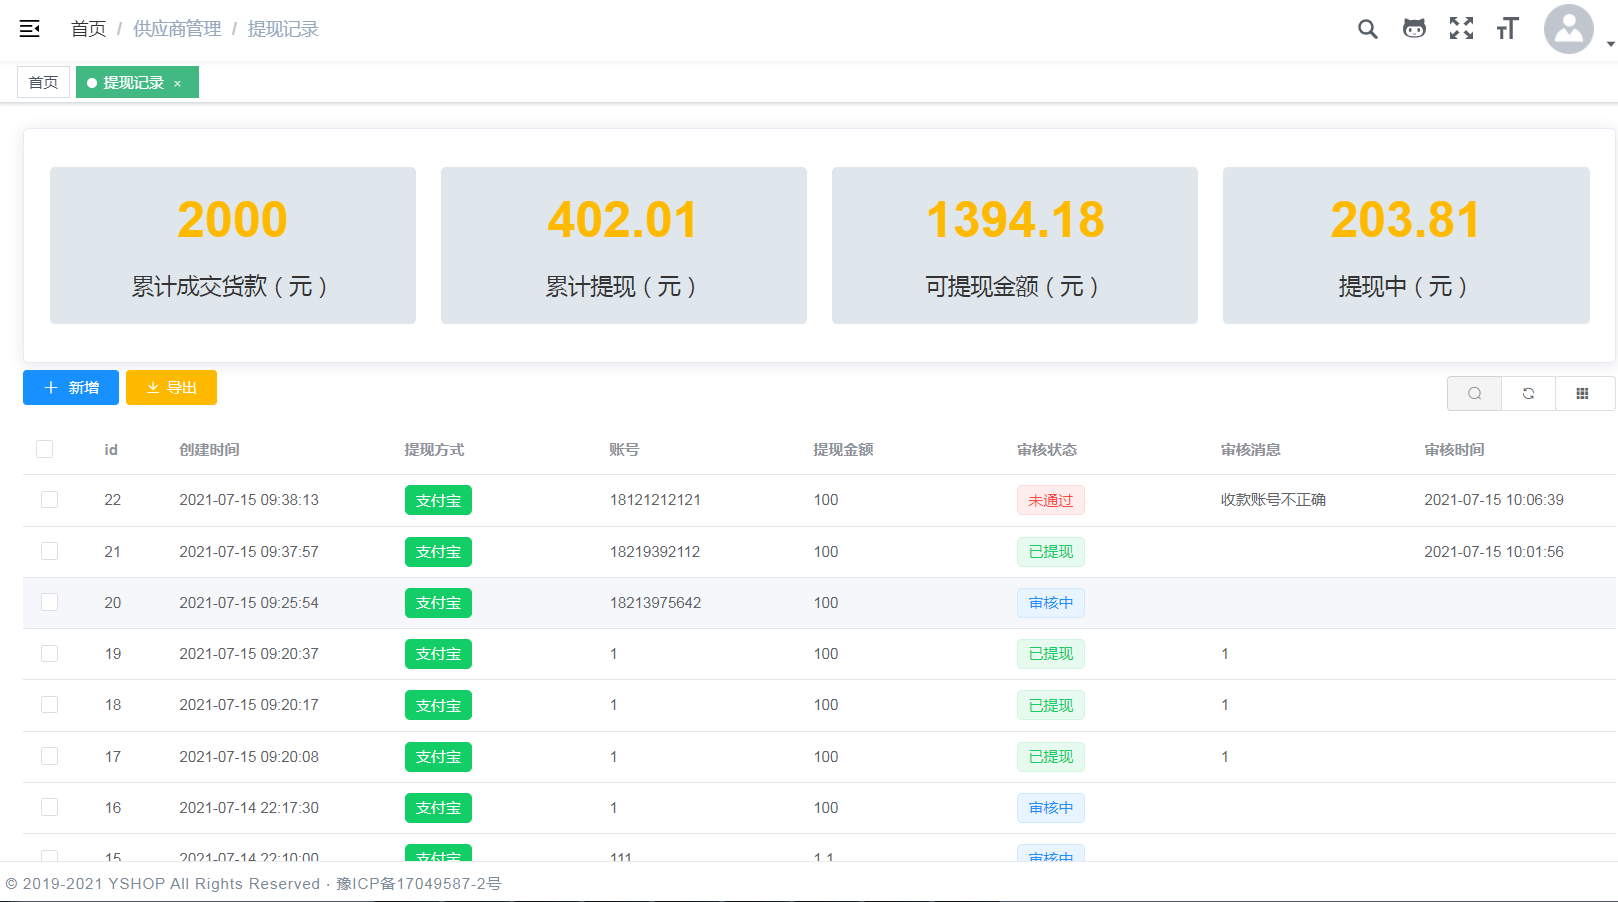 首页 / 供应商管理 / 提现记录
首页
提现记录 ×
2000
累计成交货款（元）
402.01
累计提现（元）
1394.18
可提现金额（元）
203.81
提现中（元）
新增
导出
id 创建时间 提现方式 账号 提现金额 审核状态 审核消息 审核时间
22 2021-07-15 09:38:13 支付宝 18121212121 100 未通过 收款账号不正确 2021-07-15 10:06:39
21 2021-07-15 09:37:57 支付宝 18219392112 100 已提现 2021-07-15 10:01:56
20 2021-07-15 09:25:54 支付宝 18213975642 100 审核中
19 2021-07-15 09:20:37 支付宝 1 100 已提现 1
18 2021-07-15 09:20:17 支付宝 1 100 已提现 1
17 2021-07-15 09:20:08 支付宝 1 100 已提现 1
16 2021-07-14 22:17:30 支付宝 1 100 审核中
15 2021-07-14 22:10:00 支付宝 111 1.1 审核中
© 2019-2021 YSHOP All Rights Reserved · 豫ICP备17049587-2号